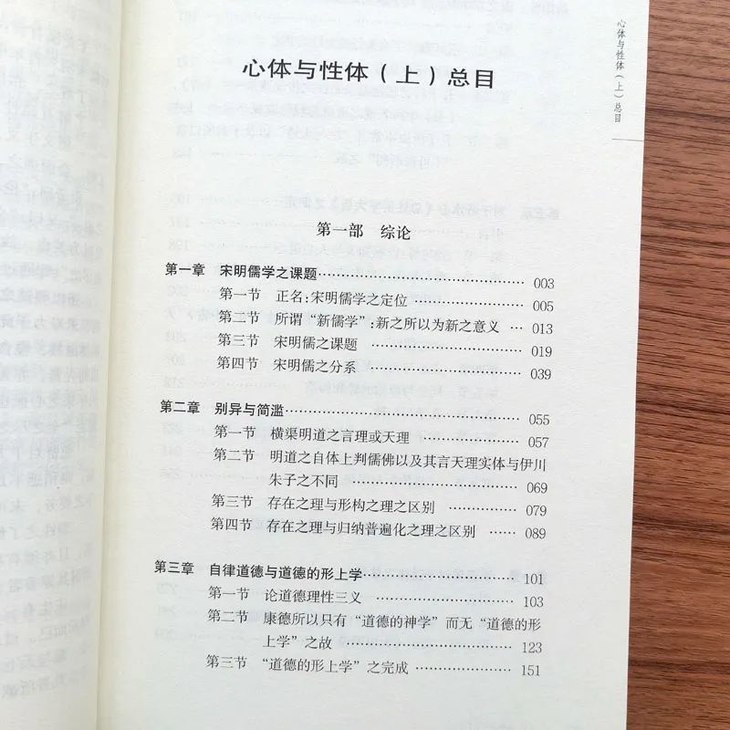 心体与性体（上）总目
心体与性体（上）总目
第一部 综论
第一章 宋明儒学之课题…………………………… 003
第一节 正名:宋明儒学之定位…………………… 005
第二节 所谓“新儒学”:新之所以为新之意义 … 013
第三节 宋明儒之课题 …………………………… 019
第四节 宋明儒之分系 …………………………… 039
第二章 别异与简滥………………………………… 055
第一节 横渠明道之言理或天理 ………………… 057
第二节 明道之自体上判儒佛以及其言天理实体与伊川
朱子之不同 ……………………………… 069
第三节 存在之理与形构之理之区别 …………… 079
第四节 存在之理与归纳普遍化之理之区别 …… 089
第三章 自律道德与道德的形上学………………… 101
第一节 论道德理性三义 ………………………… 103
第二节 康德所以只有“道德的神学”而无“道德的形
上学”之故 ……………………………… 123
第三节 “道德的形上学”之完成 ……………… 151